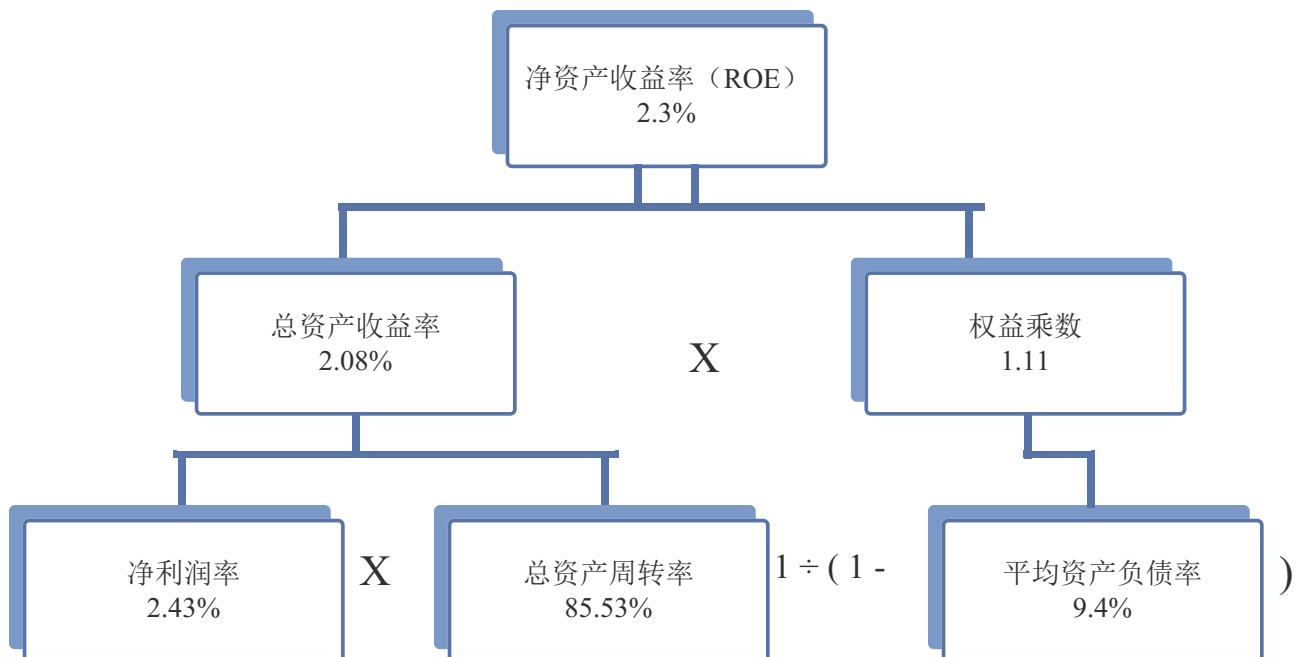 净资产收益率（ROE）
2.3%
总资产收益率
2.08%
X
权益乘数
1.11
净利润率
2.43%
X
总资产周转率
85.53%
1 ÷ ( 1 -
平均资产负债率
9.4%
)